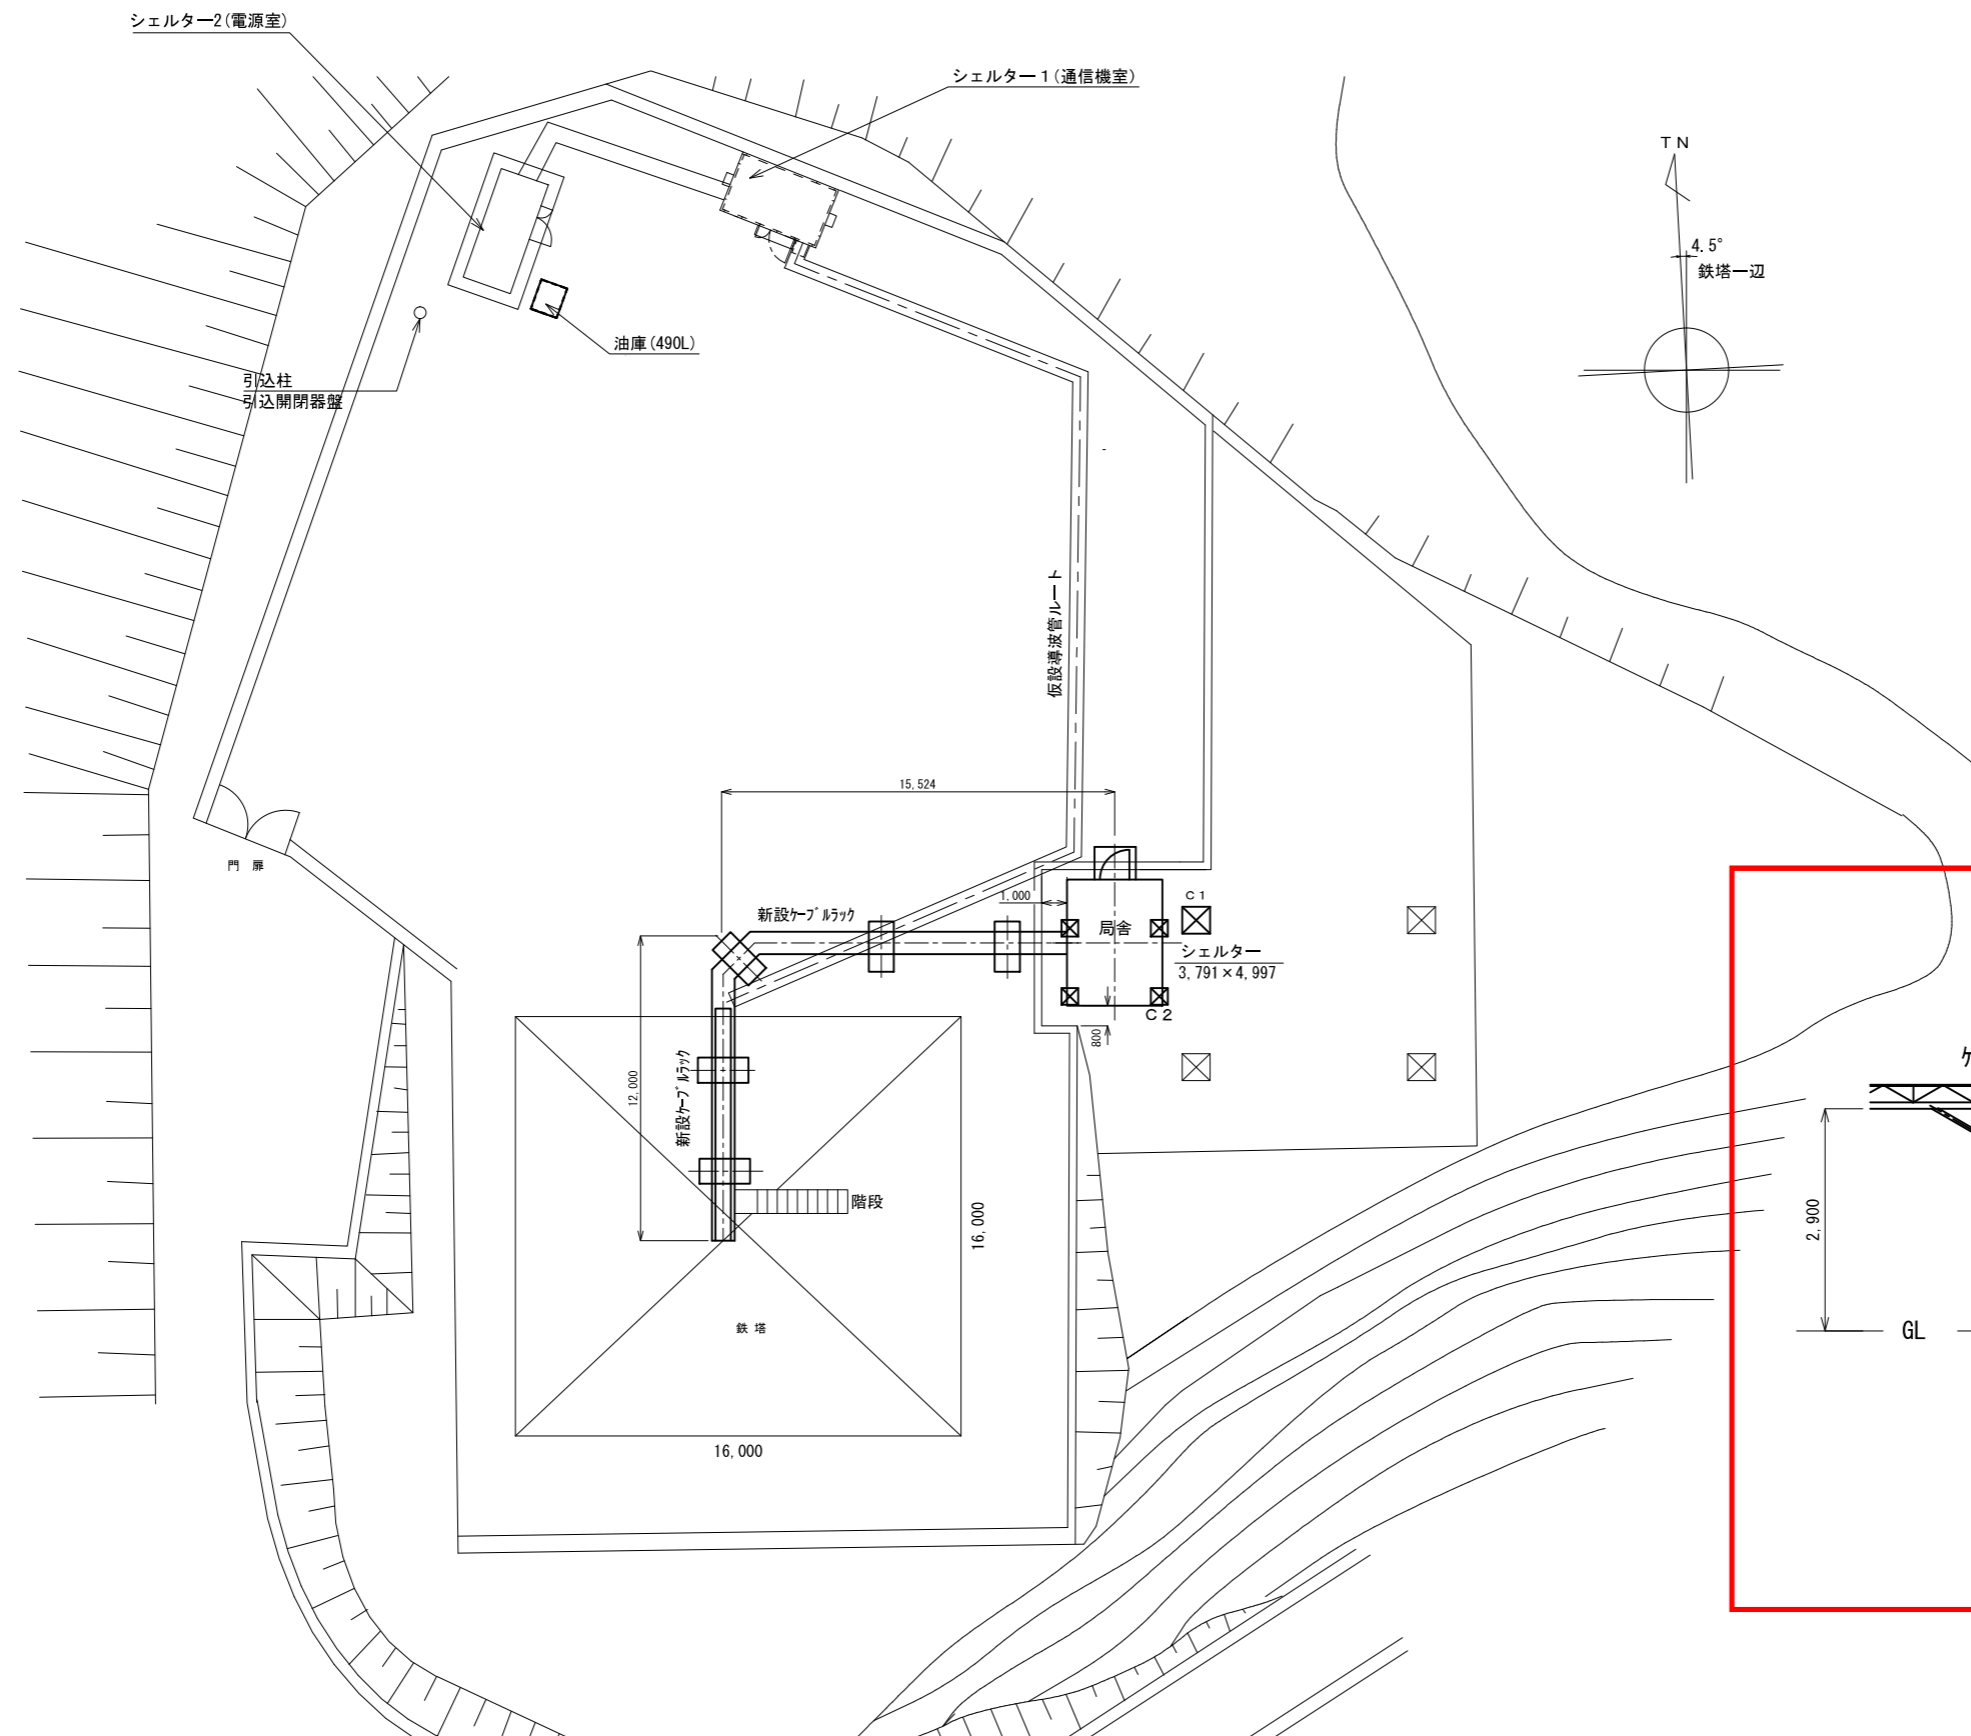 シェルター2(電源室)
シェルター1(通信機室)
TN
4.5°
鉄塔一辺
油庫(490L)
引込柱
引込開閉器盤
仮設導波管ルート
15,524
門 扉
1,000
C1
新設ケーブルラック
局舎
シェルター
3,791×4,997
C2
800
12,000
新設ケーブルラック
階段
16,000
2,900
GL
鉄塔
16,000